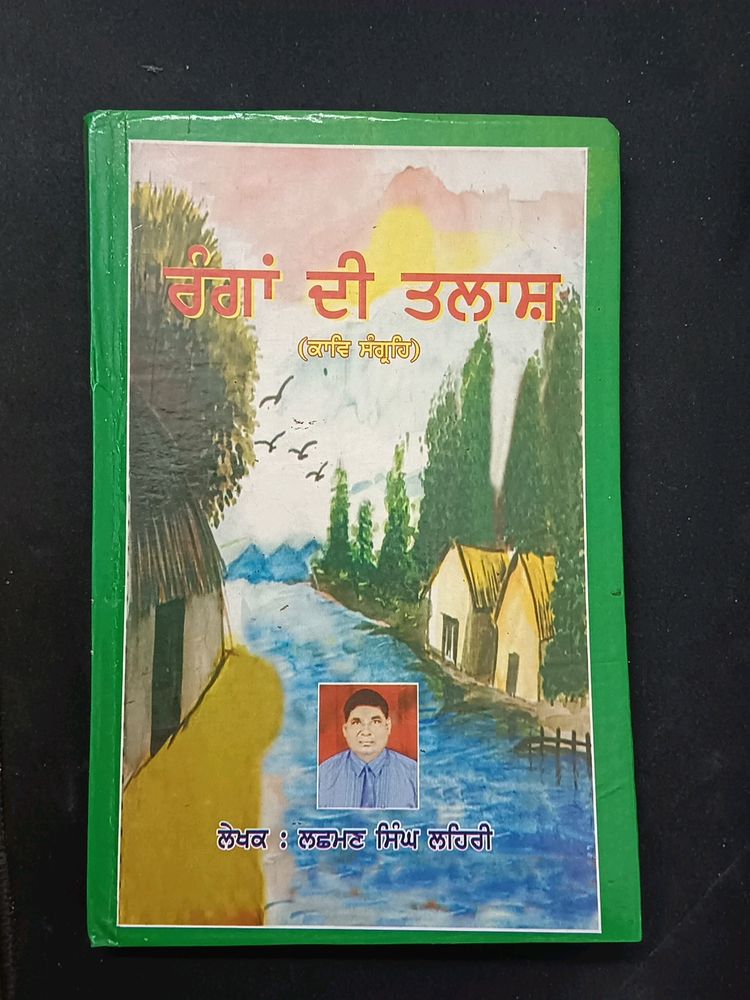 ਰੰਗਾਂ ਦੀ ਤਲਾਸ਼
(ਕਾਵਿ ਸੰਗ੍ਰਹਿ)
ਲੇਖਕ : ਲਛਮਣ ਸਿੰਘ ਲਹਿਰੀ